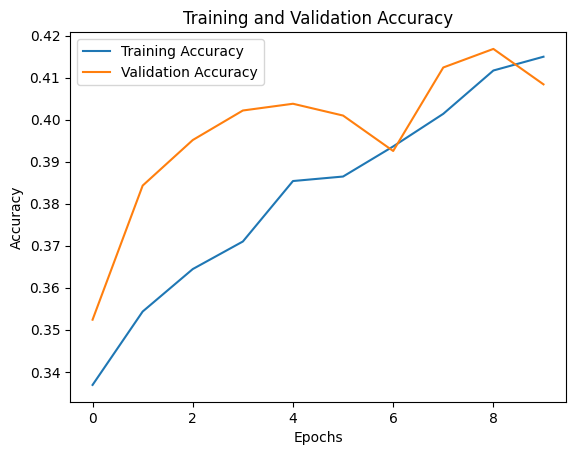 Training and Validation Accuracy
Training Accuracy
Validation Accuracy
0.42
0.41
0.40
0.39
0.38
0.37
0.36
0.35
0.34
Accuracy
0 2 4 6 8
Epochs